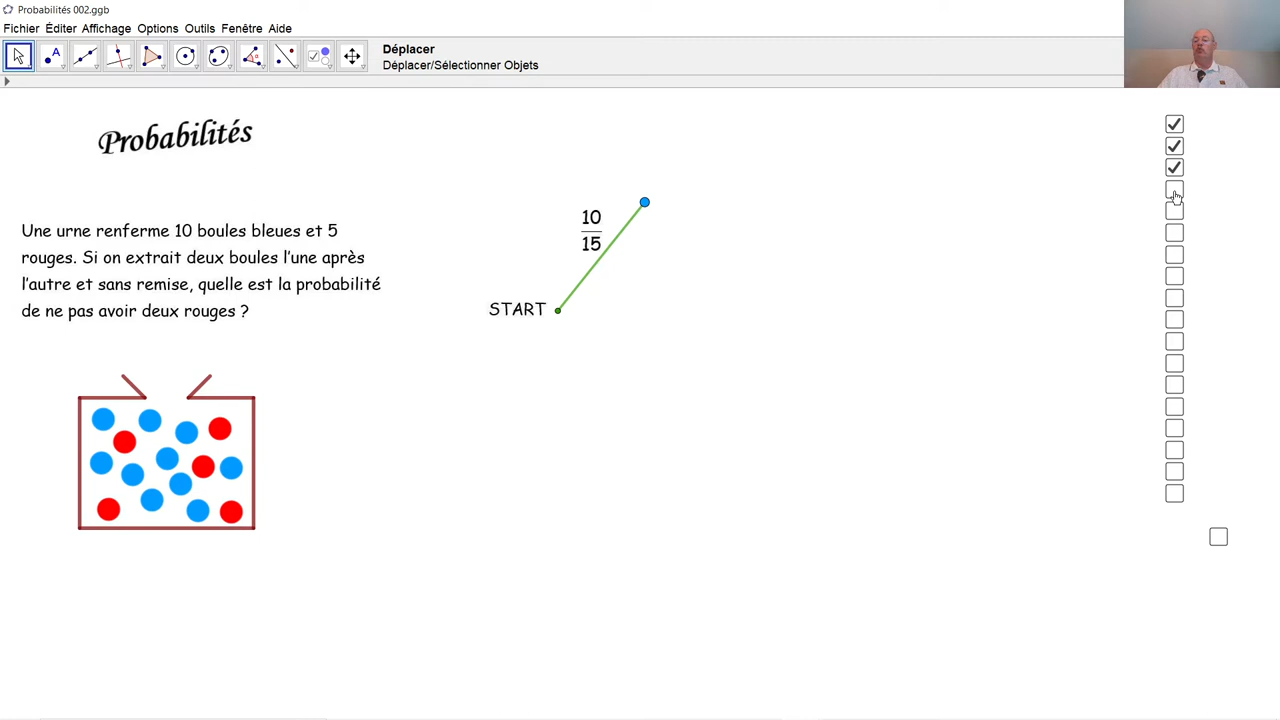 Probabilités 002.ggb
Fichier Éditer Affichage Options Outils Fenêtre Aide
A
Déplacer
Déplacer/Sélectionner Objets
Probabilités
Une urne renferme 10 boules bleues et 5
rouges. Si on extrait deux boules l'une après
l'autre et sans remise, quelle est la probabilité
de ne pas avoir deux rouges ?
10
15
START